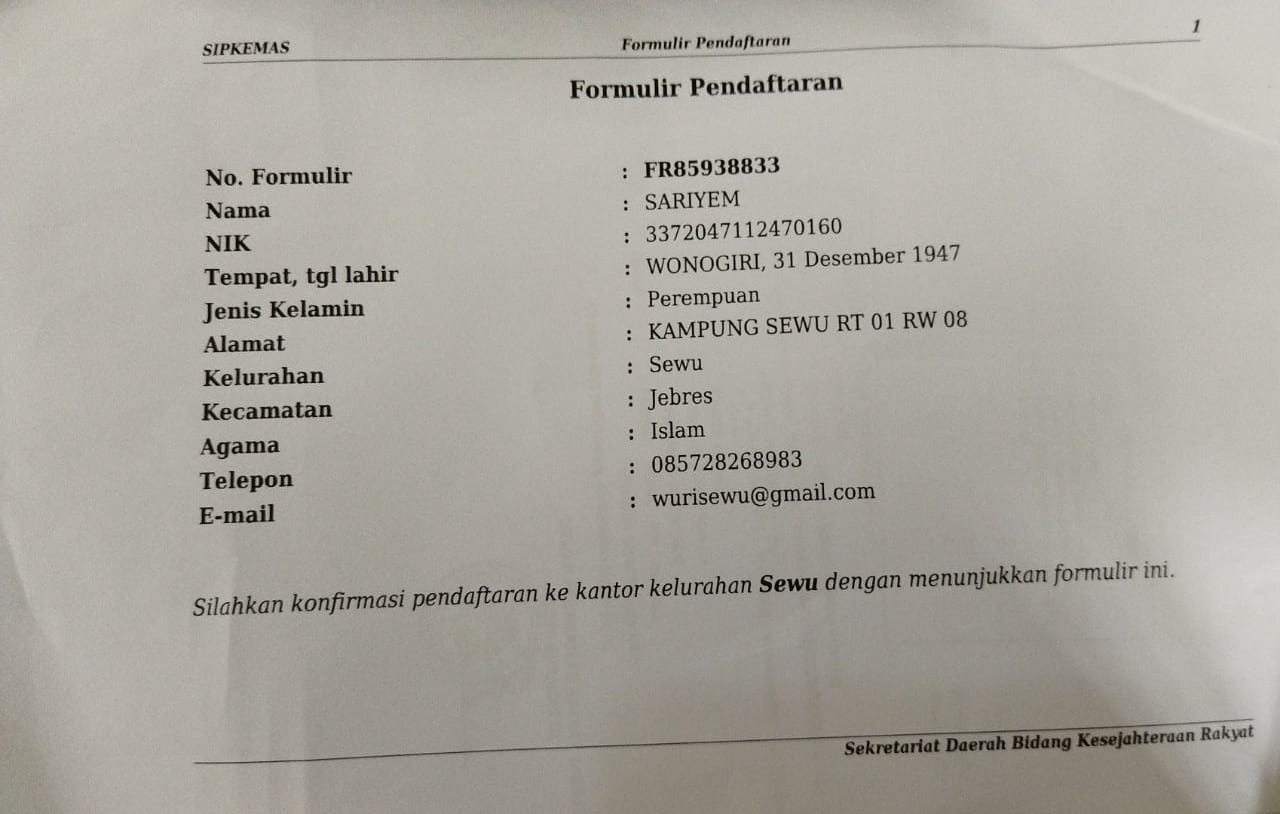 SIPKEMAS Formulir Pendaftaran 1
Formulir Pendaftaran
No. Formulir : FR85938833
Nama : SARIYEM
NIK : 3372047112470160
Tempat, tgl lahir : WONOGIRI, 31 Desember 1947
Jenis Kelamin : Perempuan
Alamat : KAMPUNG SEWU RT 01 RW 08
Kelurahan : Sewu
Kecamatan : Jebres
Agama : Islam
Telepon : 085728268983
E-mail : wurisewu@gmail.com
Silahkan konfirmasi pendaftaran ke kantor kelurahan Sewu dengan menunjukkan formulir ini.
Sekretariat Daerah Bidang Kesejahteraan Rakyat